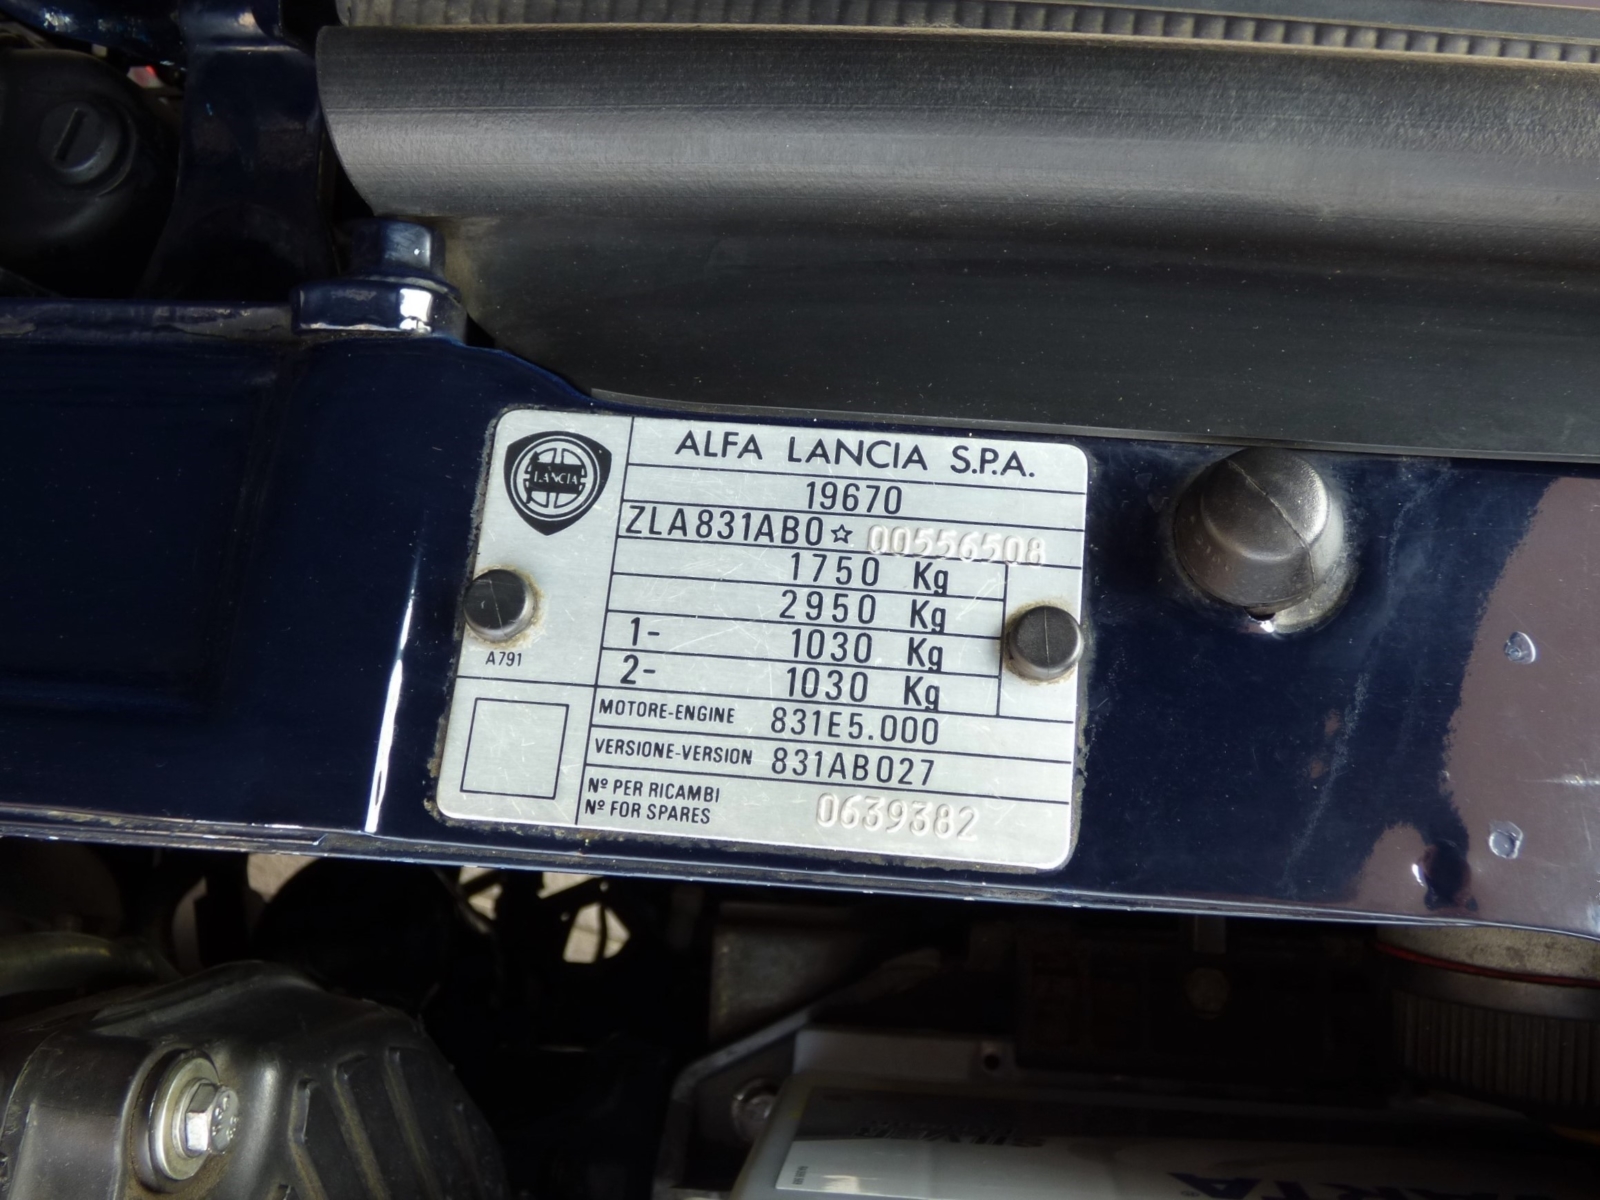 ALFA LANCIA S.P.A.
LANCIA
19670
ZLA831AB0☆ 00556508
1750 Kg
2950 Kg
1- 1030 Kg
2- 1030 Kg
A791
MOTORE-ENGINE 831E5.000
VERSIONE-VERSION 831AB027
Nº PER RICAMBI
Nº FOR SPARES
0639382